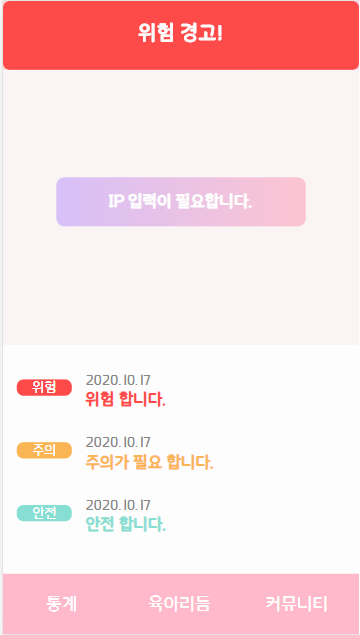 위험 경고!
IP 입력이 필요합니다.
위험
2020.10.17
위험 합니다.
주의
2020.10.17
주의가 필요 합니다.
안전
2020.10.17
안전 합니다.
통계 육아리듬 커뮤니티